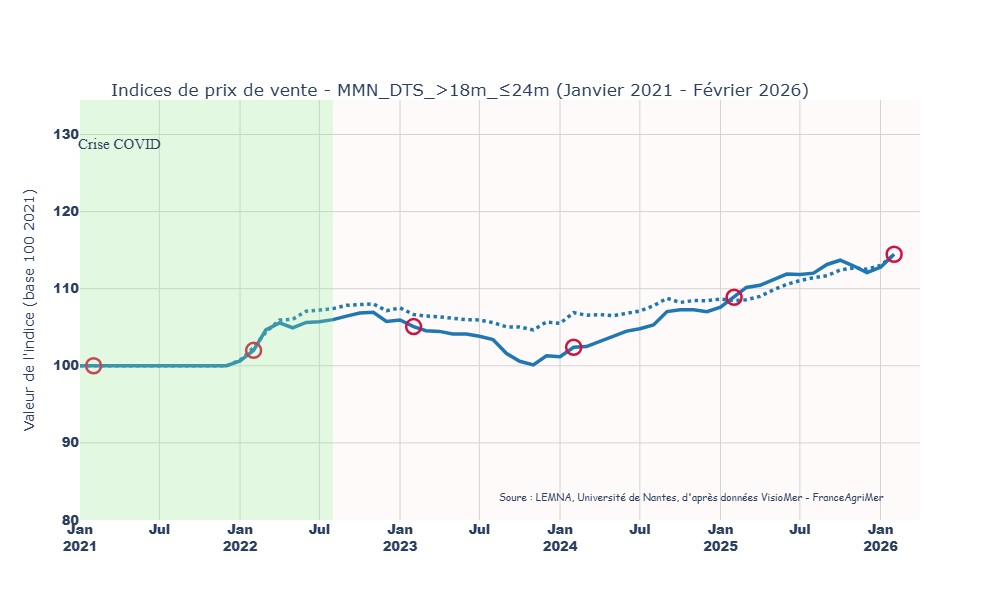 Indices de prix de vente - MMN_DTS_>18m_≤24m (Janvier 2021 - Février 2026)
130
Crise COVID
120
110
100
90
80
Valeur de l'indice (base 100 2021)
Soure : LEMNA, Université de Nantes, d'après données VisioMer - FranceAgriMer
Jan Jul Jan Jul Jan Jul Jan Jul Jan Jul Jan
2021 2022 2023 2024 2025 2026